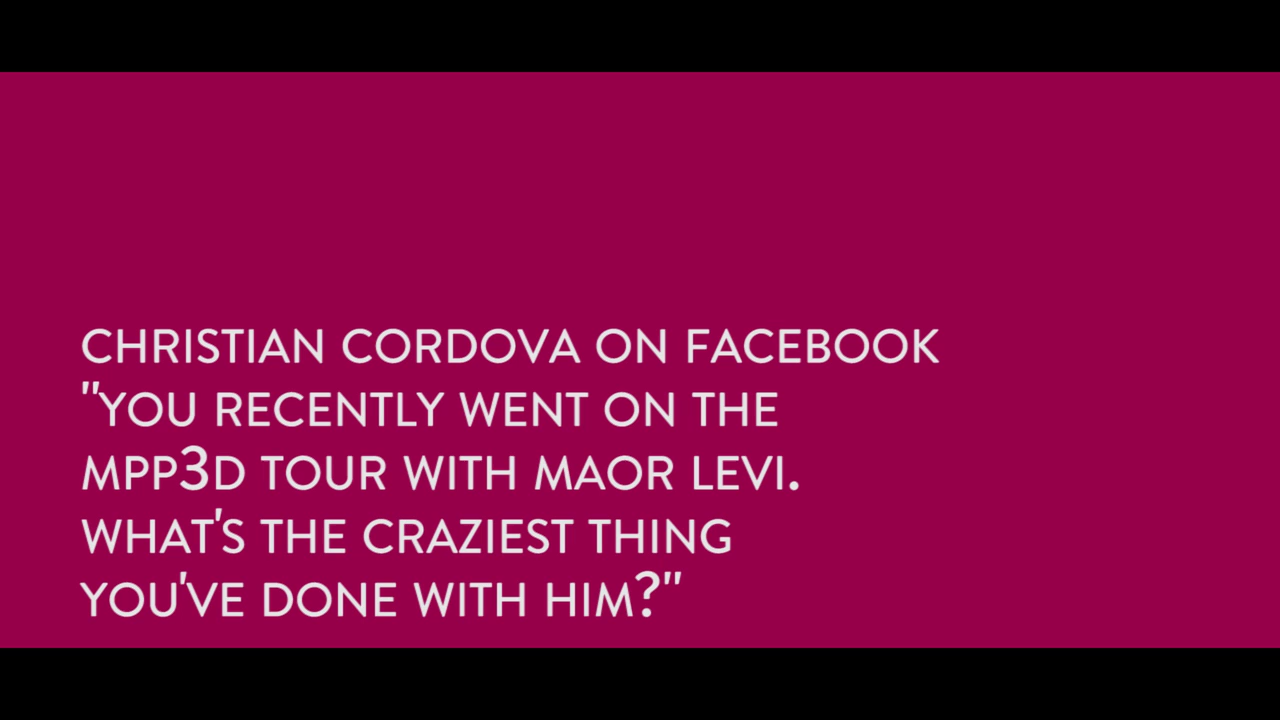 CHRISTIAN CORDOVA ON FACEBOOK
"YOU RECENTLY WENT ON THE
MPP3D TOUR WITH MAOR LEVI.
WHAT'S THE CRAZIEST THING
YOU'VE DONE WITH HIM?"